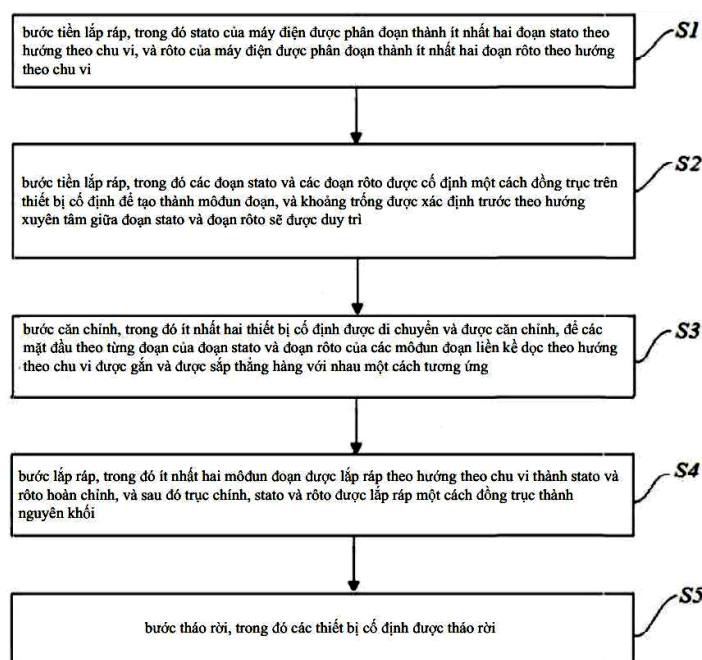 bước tiền lắp ráp, trong đó stato của máy điện được phân đoạn thành ít nhất hai đoạn stato theo
hướng theo chu vi, và rôto của máy điện được phân đoạn thành ít nhất hai đoạn rôto theo hướng
theo chu vi
S1
bước tiền lắp ráp, trong đó các đoạn stato và các đoạn rôto được cố định một cách đồng trục trên
thiết bị cố định để tạo thành môđun đoạn, và khoảng trống được xác định trước theo hướng
xuyên tâm giữa đoạn stato và đoạn rôto sẽ được duy trì
S2
bước căn chỉnh, trong đó ít nhất hai thiết bị cố định được di chuyển và được căn chỉnh, để các
mặt đầu theo từng đoạn của đoạn stato và đoạn rôto của các môđun đoạn liền kề dọc theo hướng
theo chu vi được gắn và được sắp thẳng hàng với nhau một cách tương ứng
S3
bước lắp ráp, trong đó ít nhất hai môđun đoạn được lắp ráp theo hướng theo chu vi thành stato và
rôto hoàn chỉnh, và sau đó trục chính, stato và rôto được lắp ráp một cách đồng trục thành
nguyên khối
S4
bước tháo rời, trong đó các thiết bị cố định được tháo rời
S5